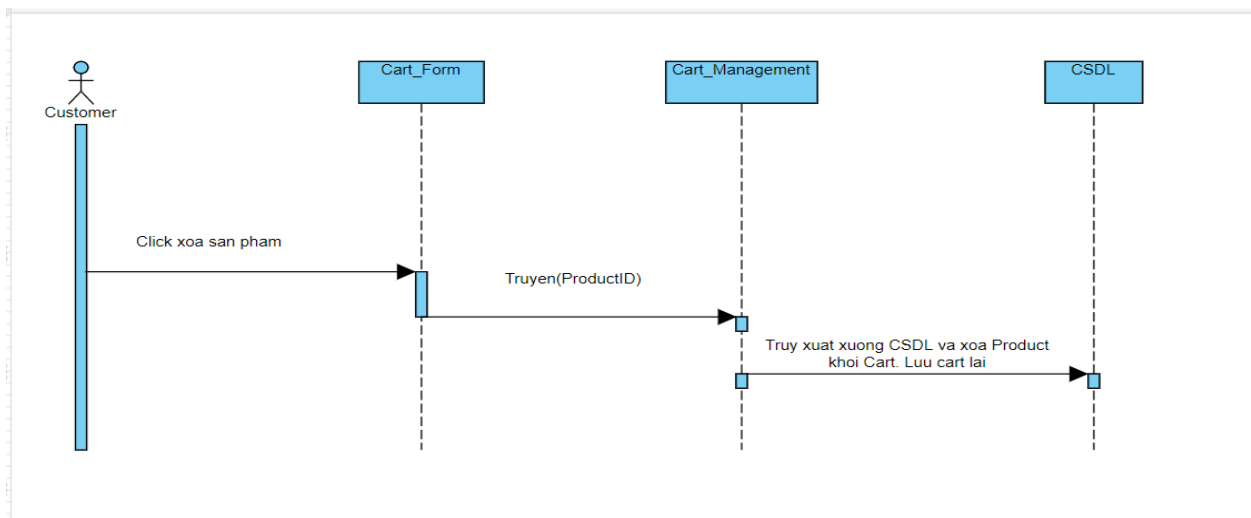 Cart_Form
Cart_Management
CSDL
Customer
Click xoa san pham
Truyen(ProductID)
Truy xuat xuong CSDL va xoa Product
khoi Cart. Luu cart lai